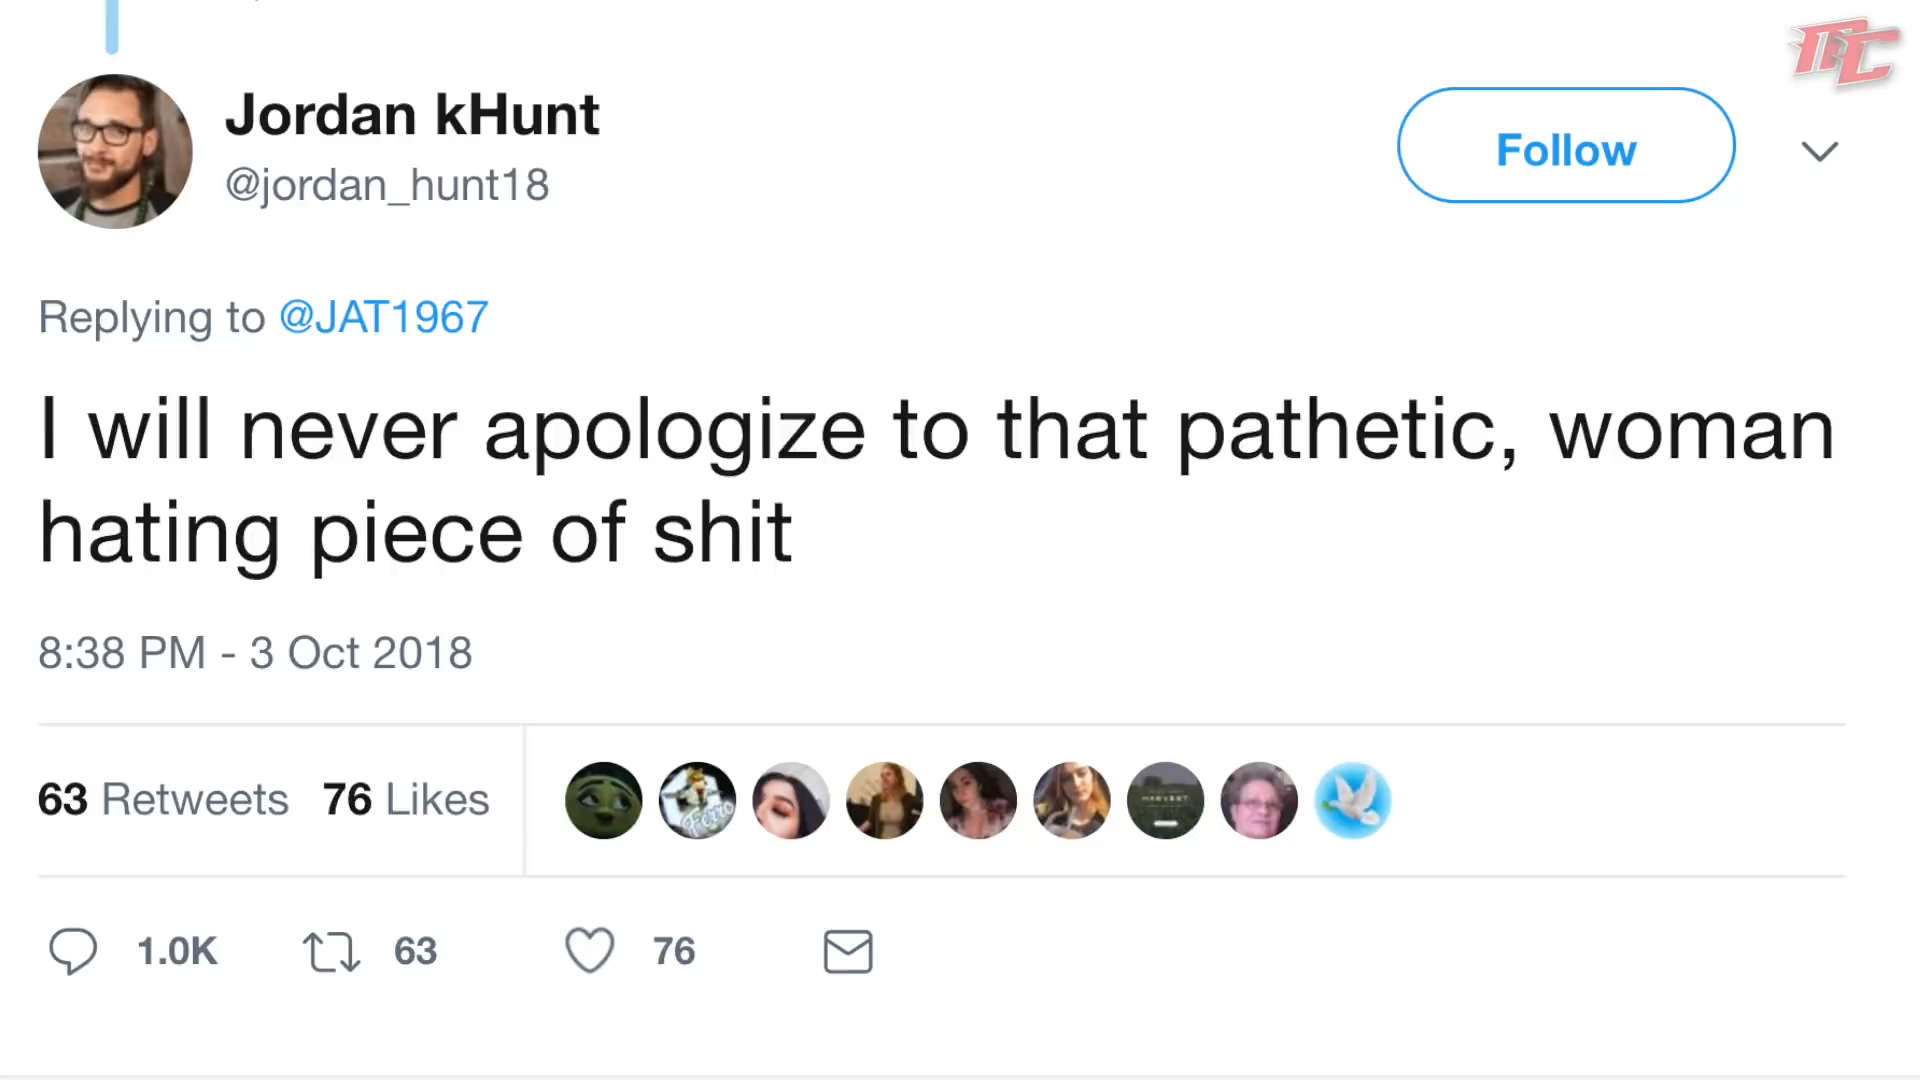 Jordan kHunt
@jordan_hunt18
Follow
Replying to @JAT1967
I will never apologize to that pathetic, woman
hating piece of shit
8:38 PM - 3 Oct 2018
63 Retweets 76 Likes
1.0K 63 76